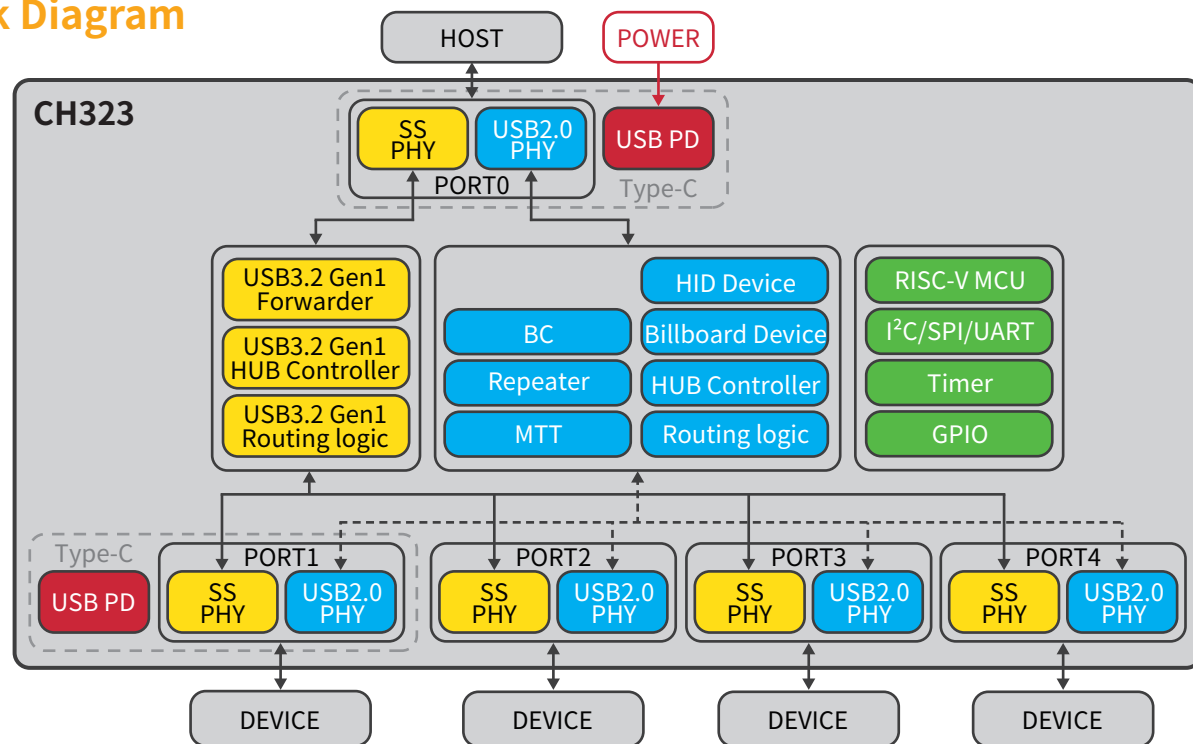 k Diagram
HOST
POWER
CH323
SS
PHY
USB2.0
PHY
USB PD
PORT0
Type-C
USB3.2 Gen1
Forwarder
USB3.2 Gen1
HUB Controller
USB3.2 Gen1
Routing logic
HID Device
BC
Billboard Device
Repeater
HUB Controller
MTT
Routing logic
RISC-V MCU
I²C/SPI/UART
Timer
GPIO
Type-C
USB PD
PORT1
SS
PHY
USB2.0
PHY
PORT2
SS
PHY
USB2.0
PHY
PORT3
SS
PHY
USB2.0
PHY
PORT4
SS
PHY
USB2.0
PHY
DEVICE
DEVICE
DEVICE
DEVICE